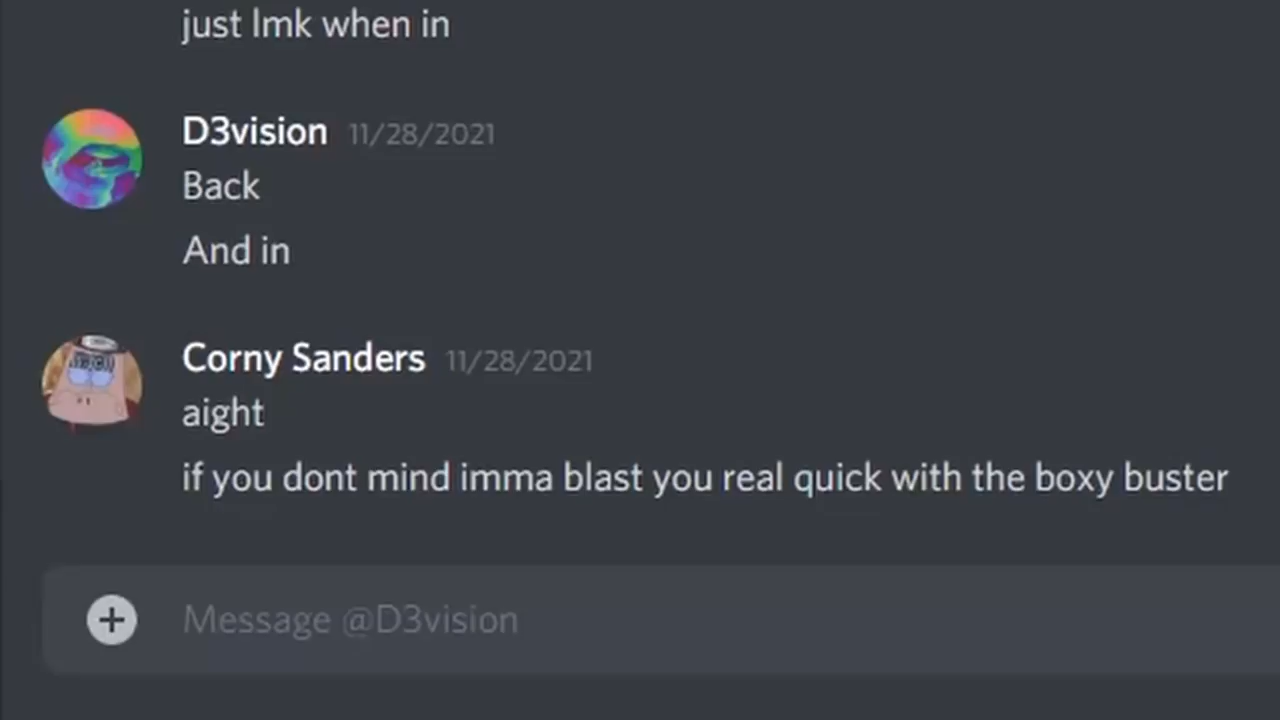 just lmk when in
D3vision 11/28/2021
Back
And in
Corny Sanders 11/28/2021
aight
if you dont mind imma blast you real quick with the boxy buster
Message @D3vision